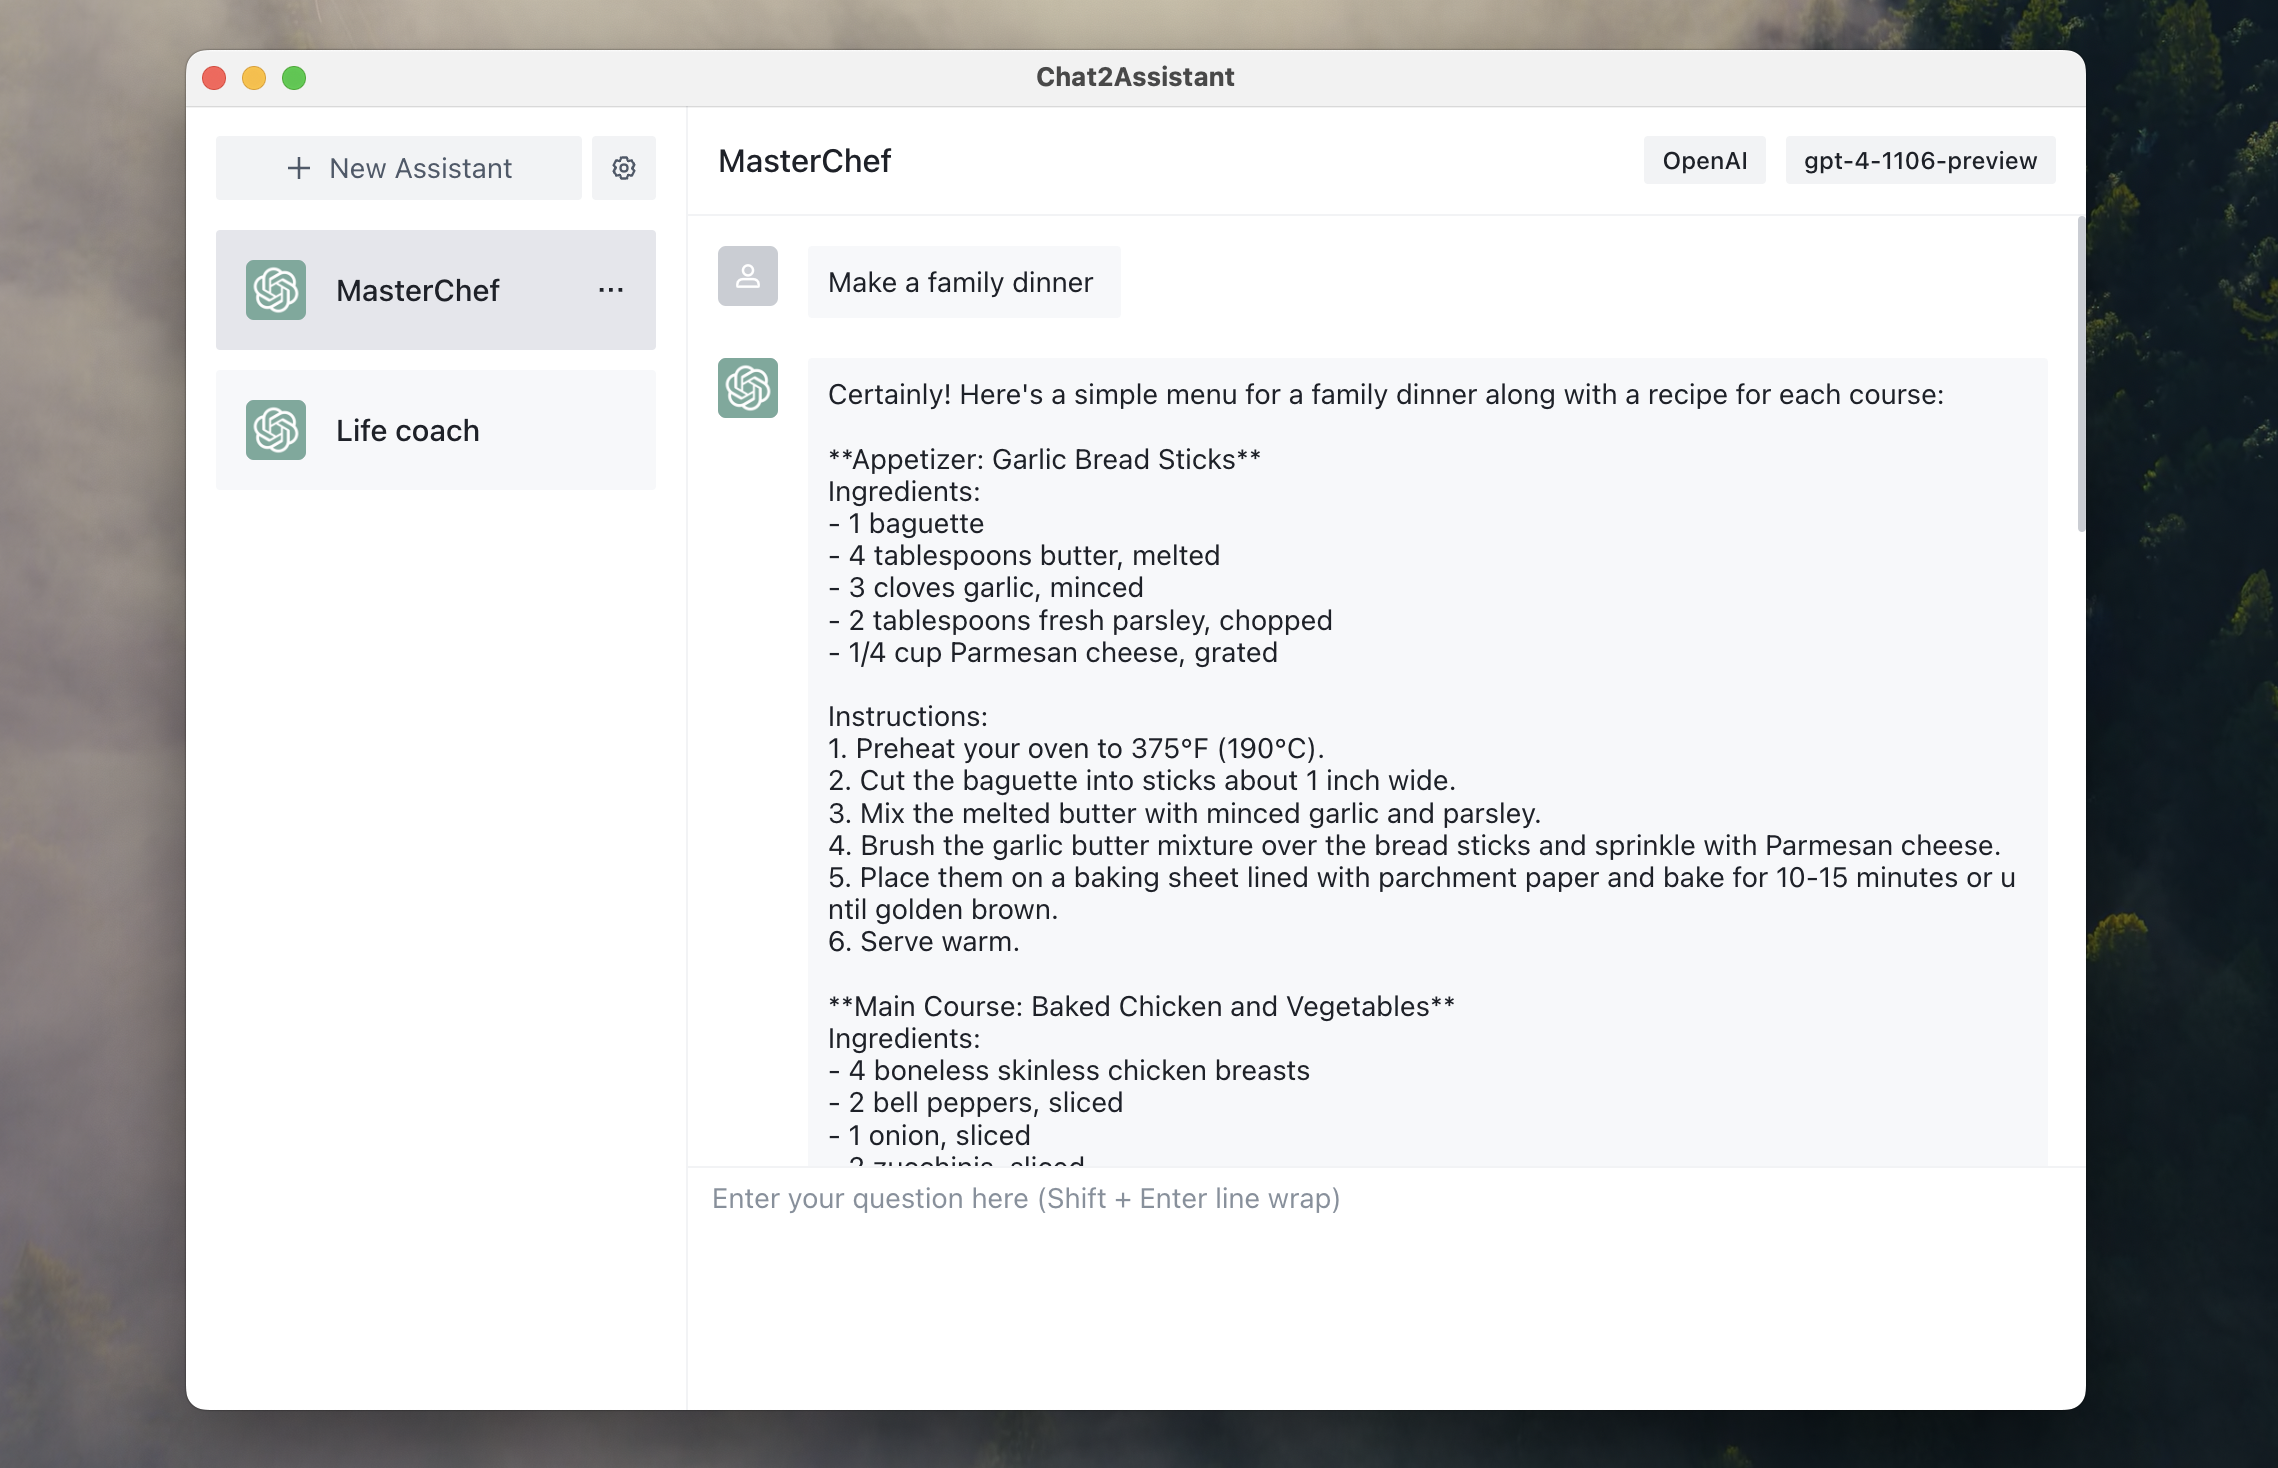 Chat2Assistant
New Assistant
MasterChef
Life coach
MasterChef
OpenAI
gpt-4-1106-preview
Make a family dinner
Certainly! Here's a simple menu for a family dinner along with a recipe for each course:
**Appetizer: Garlic Bread Sticks**
Ingredients:
- 1 baguette
- 4 tablespoons butter, melted
- 3 cloves garlic, minced
- 2 tablespoons fresh parsley, chopped
- 1/4 cup Parmesan cheese, grated
Instructions:
1. Preheat your oven to 375°F (190°C).
2. Cut the baguette into sticks about 1 inch wide.
3. Mix the melted butter with minced garlic and parsley.
4. Brush the garlic butter mixture over the bread sticks and sprinkle with Parmesan cheese.
5. Place them on a baking sheet lined with parchment paper and bake for 10-15 minutes or u
ntil golden brown.
6. Serve warm.
**Main Course: Baked Chicken and Vegetables**
Ingredients:
- 4 boneless skinless chicken breasts
- 2 bell peppers, sliced
- 1 onion, sliced
- 2 zucchinis, sliced
Enter your question here (Shift + Enter line wrap)